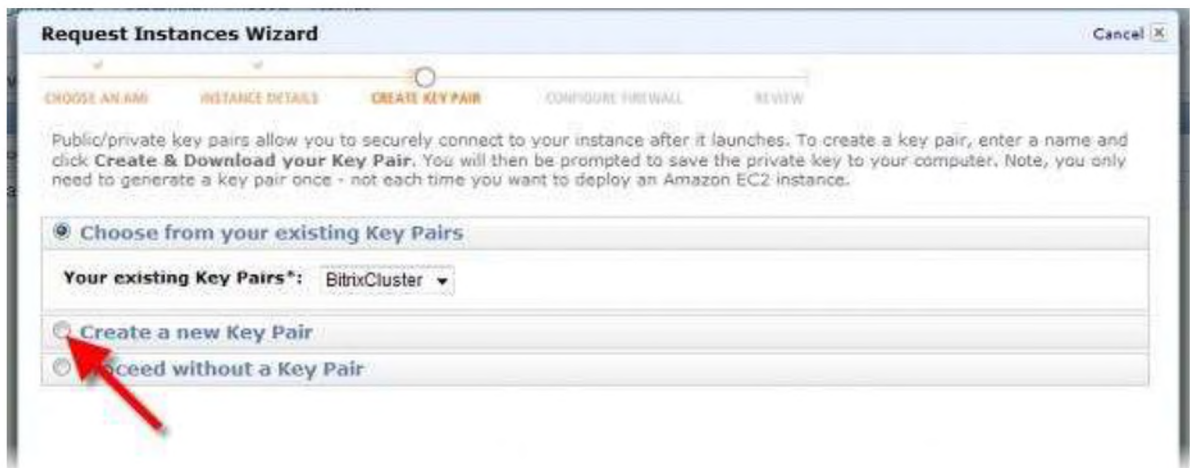 Request Instances Wizard
Cancel
CHOOSE AN AMI INSTANCE DETAILS CREATE KEY PAIR CONFIGURE FIREWALL REVIEW
Public/private key pairs allow you to securely connect to your instance after it launches. To create a key pair, enter a name and
click Create & Download your Key Pair. You will then be prompted to save the private key to your computer. Note, you only
need to generate a key pair once - not each time you want to deploy an Amazon EC2 instance.
Choose from your existing Key Pairs
Your existing Key Pairs*: BitrixCluster
Create a new Key Pair
without a Key Pair